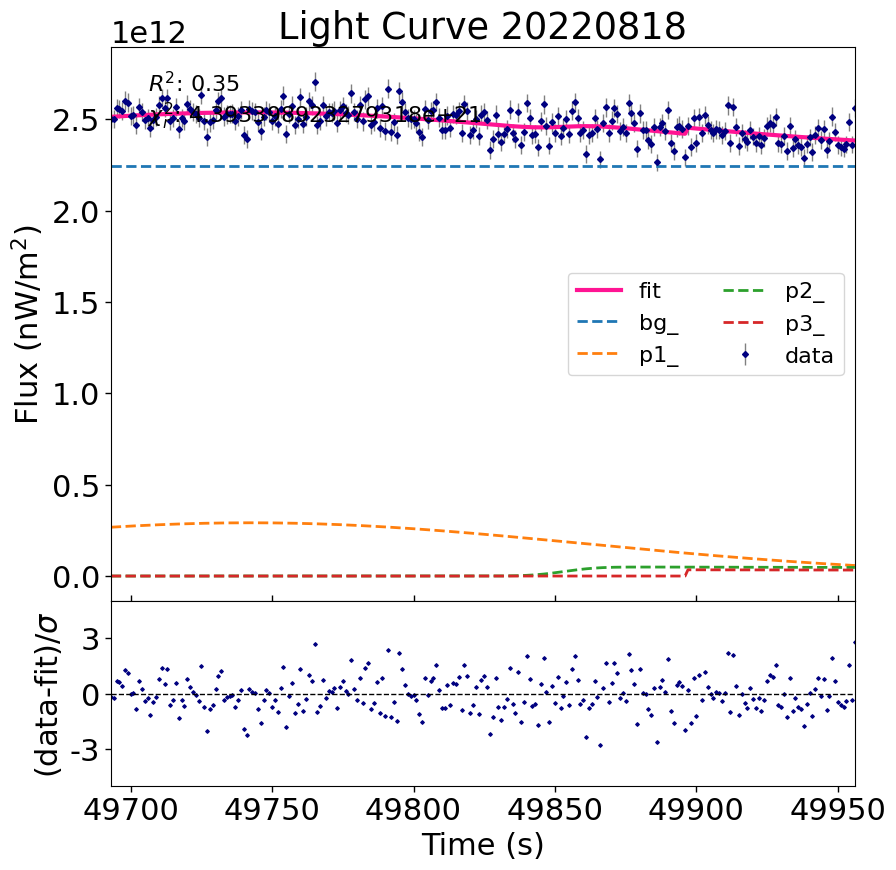 Light Curve 20220818
1e12
R²: 0.35
2.5
2.0
1.5
1.0
0.5
0.0
Flux (nW/m²)
fit
bg_
p1_
p2_
p3_
data
3
0
-3
(data-fit)/σ
49700 49750 49800 49850 49900 49950
Time (s)